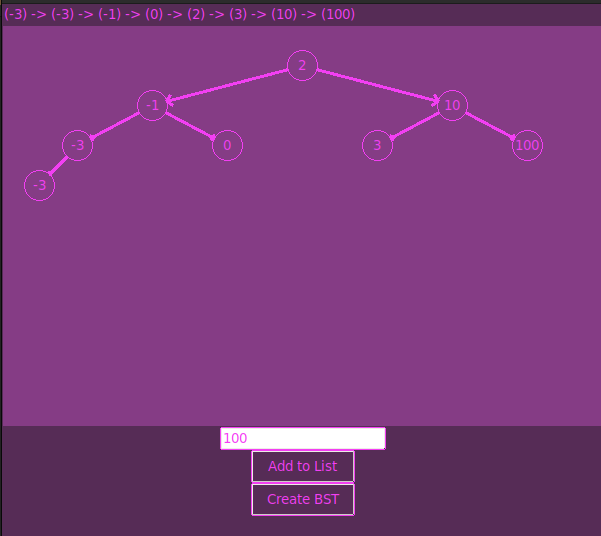 (-3) -> (-3) -> (-1) -> (0) -> (2) -> (3) -> (10) -> (100)
2
-1 10
-3 0 3 100
-3
100
Add to List
Create BST